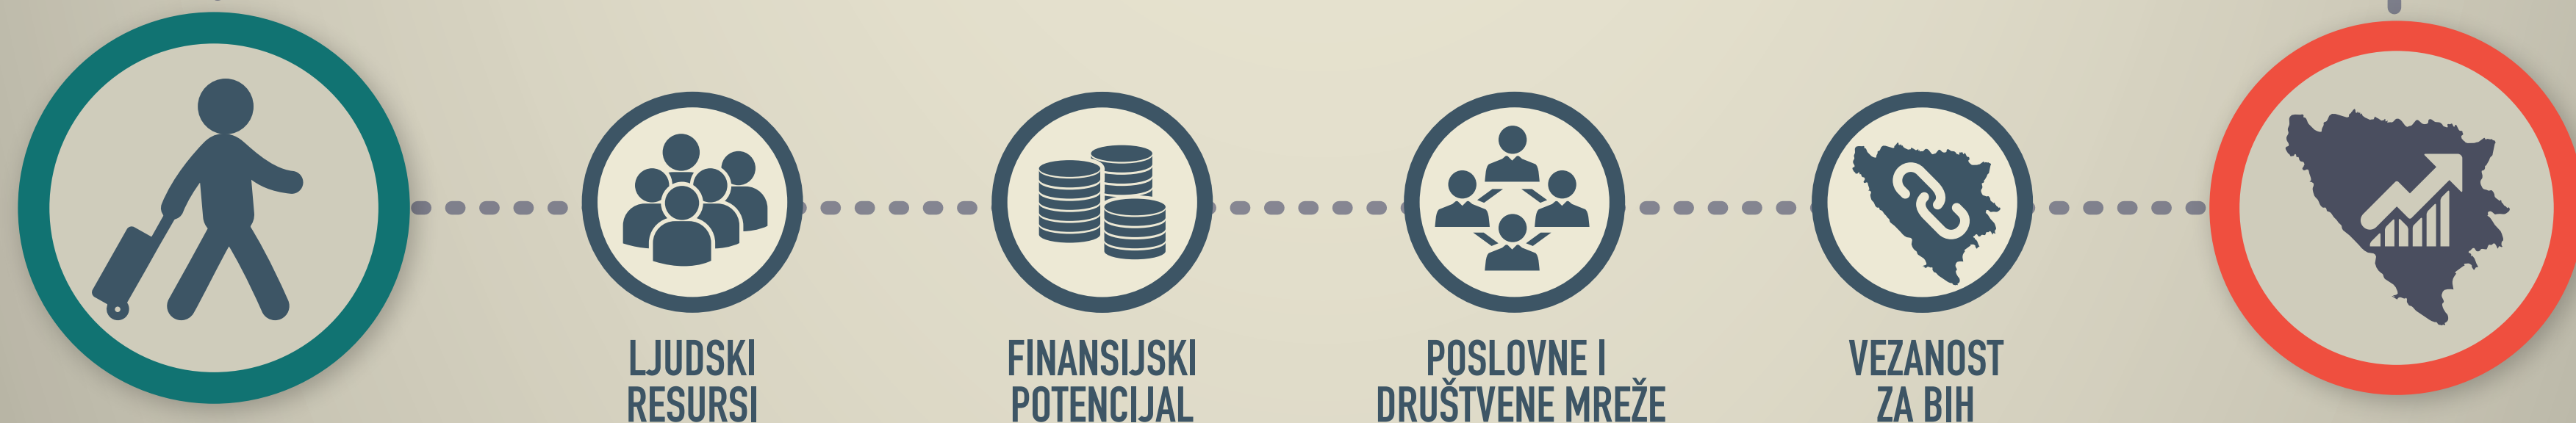 LJUDSKI
RESURSI
FINANSIJSKI
POTENCIJAL
POSLOVNE I
DRUŠTVENE MREŽE
VEZANOST
ZA BIH